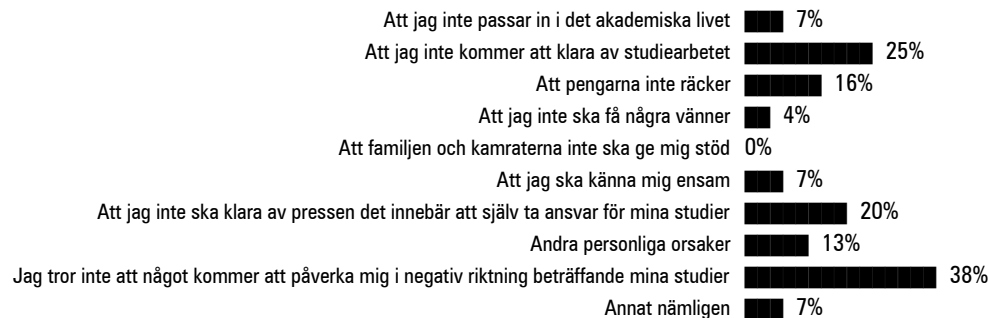 Att jag inte passar in i det akademiska livet 7%
Att jag inte kommer att klara av studiearbetet 25%
Att pengarna inte räcker 16%
Att jag inte ska få några vänner 4%
Att familjen och kamraterna inte ska ge mig stöd 0%
Att jag ska känna mig ensam 7%
Att jag inte ska klara av pressen det innebär att själv ta ansvar för mina studier 20%
Andra personliga orsaker 13%
Jag tror inte att något kommer att påverka mig i negativ riktning beträffande mina studier 38%
Annat nämligen 7%